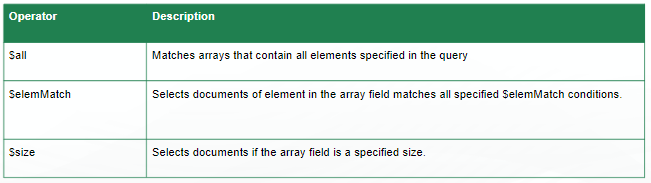 Operator Description
$all Matches arrays that contain all elements specified in the query
$elemMatch Selects documents of element in the array field matches all specified $elemMatch conditions.
$size Selects documents if the array field is a specified size.